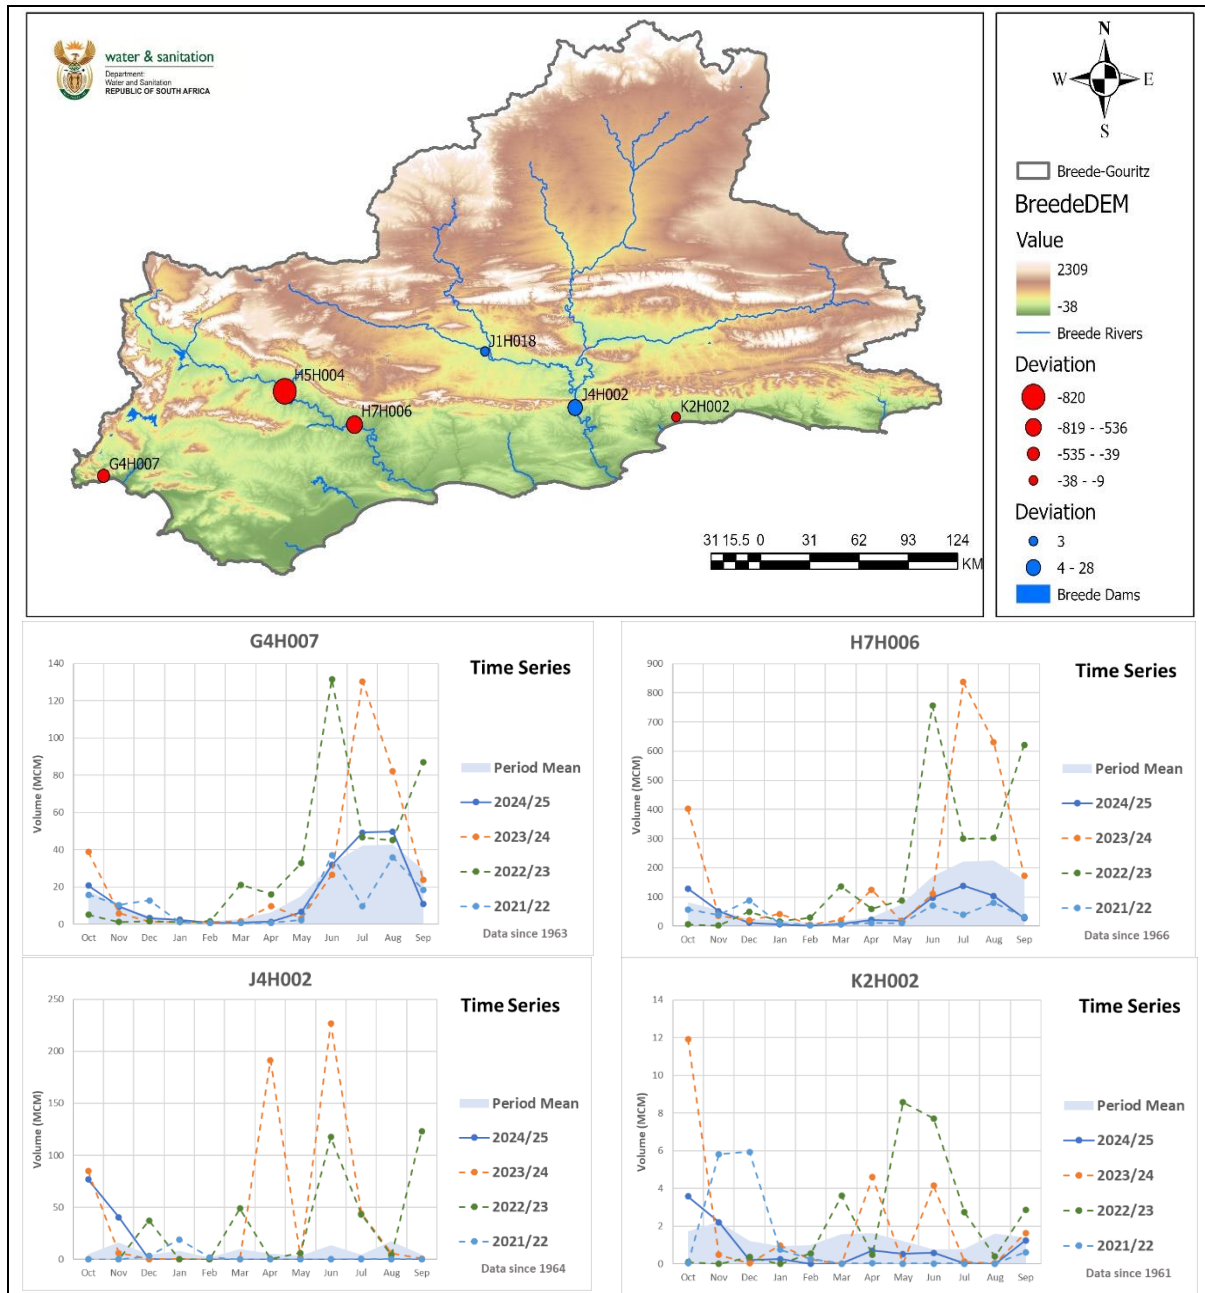 water & sanitation
Department:
Water and Sanitation
REPUBLIC OF SOUTH AFRICA
J1H018
H5H004
J4H002
H7H006
K2H002
G4H007
31 15.5 0 31 62 93 124
KM
N
W E
S
Breede-Gouritz
BreedeDEM
Value
2309
-38
Breede Rivers
Deviation
-820
-819 - -536
-535 - -39
-38 - -9
Deviation
3
4 - 28
Breede Dams
G4H007
Time Series
Volume (MCM)
140
120
100
80
60
40
20
0
Oct Nov Dec Jan Feb Mar Apr May Jun Jul Aug Sep
Period Mean
2024/25
2023/24
2022/23
2021/22
Data since 1963
H7H006
Time Series
Volume (MCM)
900
800
700
600
500
400
300
200
100
0
Oct Nov Dec Jan Feb Mar Apr May Jun Jul Aug Sep
Period Mean
2024/25
2023/24
2022/23
2021/22
Data since 1966
J4H002
Time Series
Volume (MCM)
250
200
150
100
50
0
Oct Nov Dec Jan Feb Mar Apr May Jun Jul Aug Sep
Period Mean
2024/25
2023/24
2022/23
2021/22
Data since 1964
K2H002
Time Series
Volume (MCM)
14
12
10
8
6
4
2
0
Oct Nov Dec Jan Feb Mar Apr May Jun Jul Aug Sep
Period Mean
2024/25
2023/24
2022/23
2021/22
Data since 1961